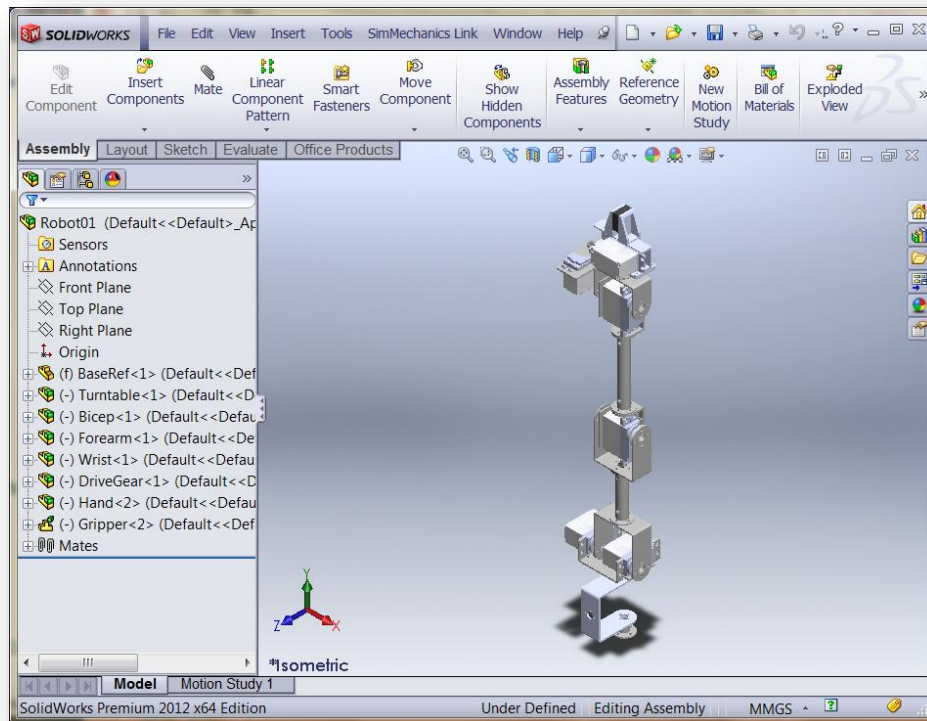 SOLIDWORKS File Edit View Insert Tools SimMechanics Link Window Help
Edit Component
Insert Components
Mate
Linear Component Pattern
Smart Fasteners
Move Component
Show Hidden Components
Assembly Features
Reference Geometry
New Motion Study
Bill of Materials
Exploded View
Assembly Layout Sketch Evaluate Office Products
Robot01 (Default<<Default>_Ap
Sensors
Annotations
Front Plane
Top Plane
Right Plane
Origin
(f) BaseRef<1> (Default<<Def
(-) Turntable<1> (Default<<D
(-) Bicep<1> (Default<<Defau
(-) Forearm<1> (Default<<De
(-) Wrist<1> (Default<<Defau
(-) DriveGear<1> (Default<<D
(-) Hand<2> (Default<<Defau
(-) Gripper<2> (Default<<Def
Mates
Y
Z X
*Isometric
Model Motion Study 1
SolidWorks Premium 2012 x64 Edition Under Defined Editing Assembly MMGS